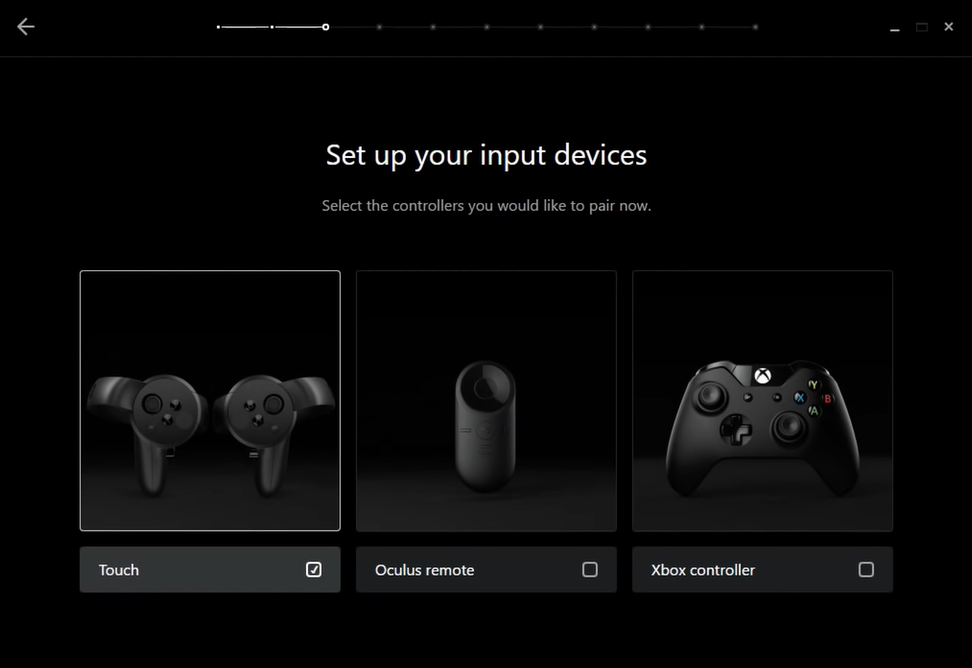 Set up your input devices
Select the controllers you would like to pair now.
Y
X
B
A
Touch
Oculus remote
Xbox controller